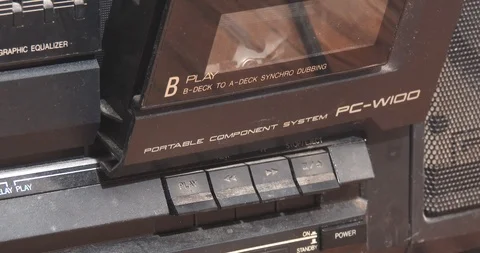 GRAPHIC EQUALIZER
B PLAY
B-DECK TO A-DECK SYNCHRO DUBBING
PORTABLE COMPONENT SYSTEM PC-W100
PLAY
PLAY
ON
STANDBY
POWER